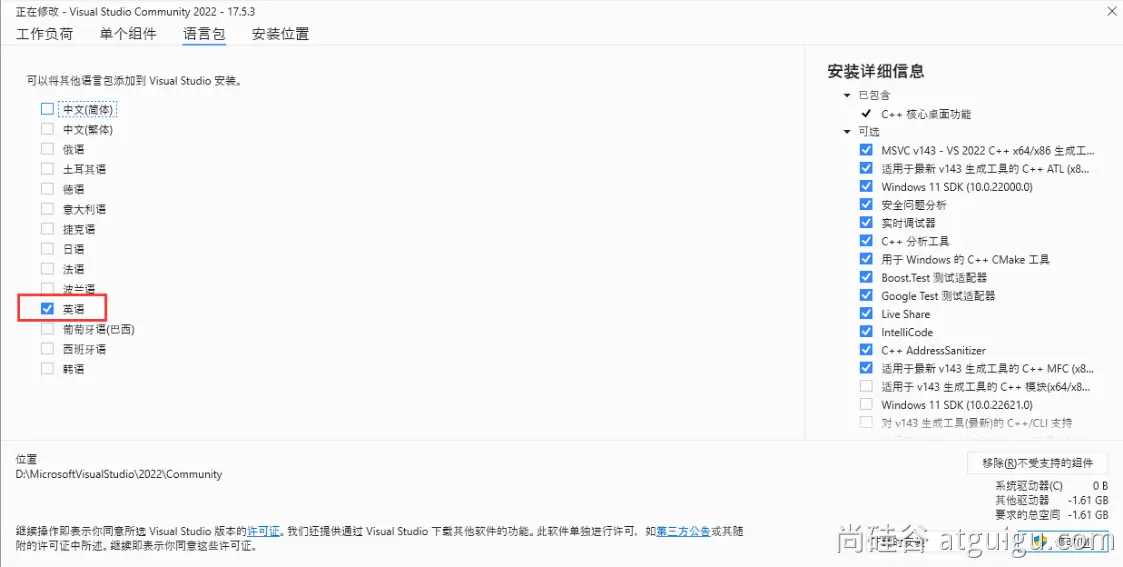 正在修改 - Visual Studio Community 2022 - 17.5.3
工作负荷 单个组件 语言包 安装位置
可以将其他语言包添加到 Visual Studio 安装。
中文(简体)
中文(繁体)
俄语
土耳其语
德语
意大利语
捷克语
日语
法语
波兰语
英语
葡萄牙语(巴西)
西班牙语
韩语
安装详细信息
已包含
C++ 核心桌面功能
可选
MSVC v143 - VS 2022 C++ x64/x86 生成工...
适用于最新 v143 生成工具的 C++ ATL (x8...
Windows 11 SDK (10.0.22000.0)
安全问题分析
实时调试器
C++ 分析工具
用于 Windows 的 C++ CMake 工具
Boost.Test 测试适配器
Google Test 测试适配器
Live Share
IntelliCode
C++ AddressSanitizer
适用于最新 v143 生成工具的 C++ MFC (x8...
适用于 v143 生成工具的 C++ 模块(x64/x8...
Windows 11 SDK (10.0.22621.0)
对 v143 生成工具(最新)的 C++/CLI 支持
位置
D:\MicrosoftVisualStudio\2022\Community
移除(R)不受支持的组件
系统驱动器(C) 0 B
其他驱动器 -1.61 GB
要求的总空间 -1.61 GB
继续操作即表示你同意所选 Visual Studio 版本的许可证。我们还提供通过 Visual Studio 下载其他软件的功能。此软件单独进行许可，如第三方公告或其随
附的许可证中所述。继续即表示你同意这些许可证。
尚硅谷 atguigu.com